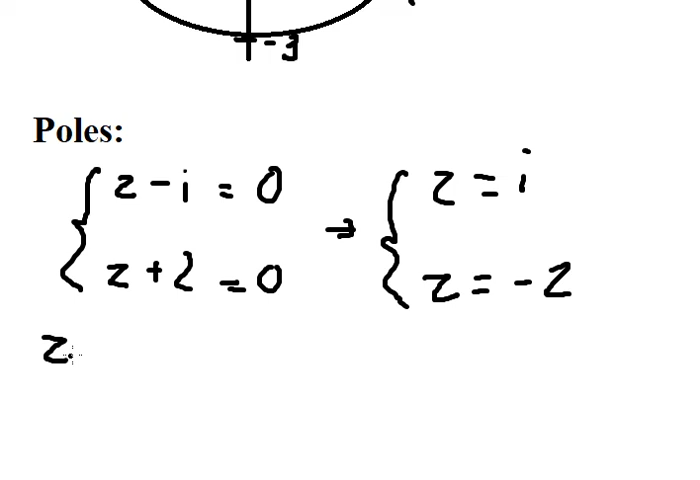 -3
Poles:
z - i = 0 → z = i
z + 2 = 0 z = -2
z